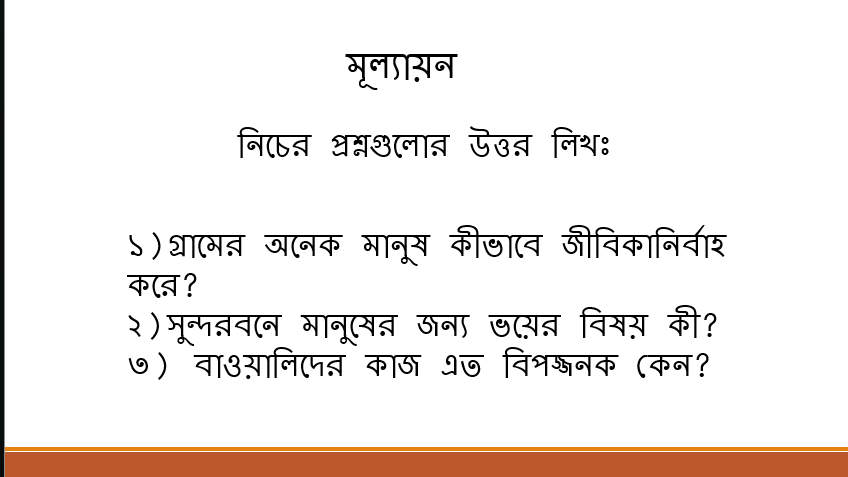 মূল্যায়ন
নিচের প্রশ্নগুলোর উত্তর লিখঃ
১)গ্রামের অনেক মানুষ কীভাবে জীবিকানির্বাহ
করে?
২)সুন্দরবনে মানুষের জন্য ভয়ের বিষয় কী?
৩) বাওয়ালিদের কাজ এত বিপজ্জনক কেন?